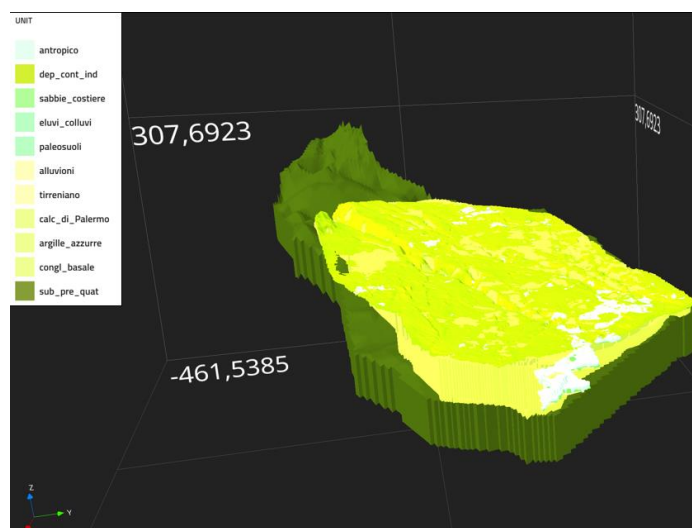 UNIT
antropico
dep_cont_ind
sabbie_costiere
eluvi_colluvi
paleosuoli
alluvioni
tirreniano
calc_di_Palermo
argille_azzurre
congl_basale
sub_pre_quat
307,6923
307,6923
-461,5385
Z
Y